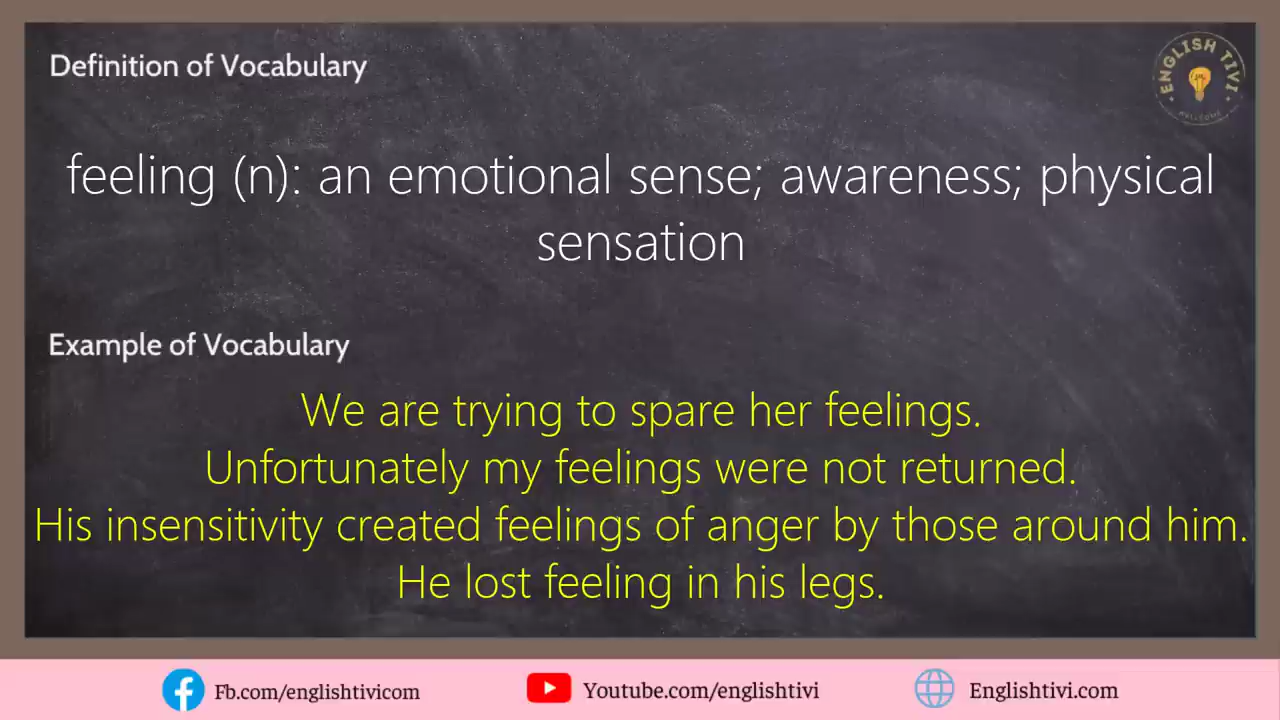 Definition of Vocabulary
ENGLISH TIVI
WELCOME
feeling (n): an emotional sense; awareness; physical
sensation
Example of Vocabulary
We are trying to spare her feelings.
Unfortunately my feelings were not returned.
His insensitivity created feelings of anger by those around him.
He lost feeling in his legs.
Fb.com/englishtivicom
Youtube.com/englishtivi
Englishtivi.com